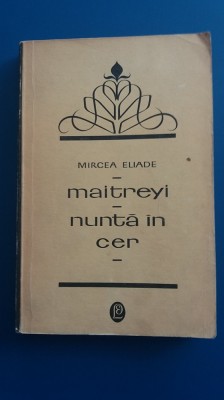 MIRCEA ELIADE
maitreyi
nuntă în
cer